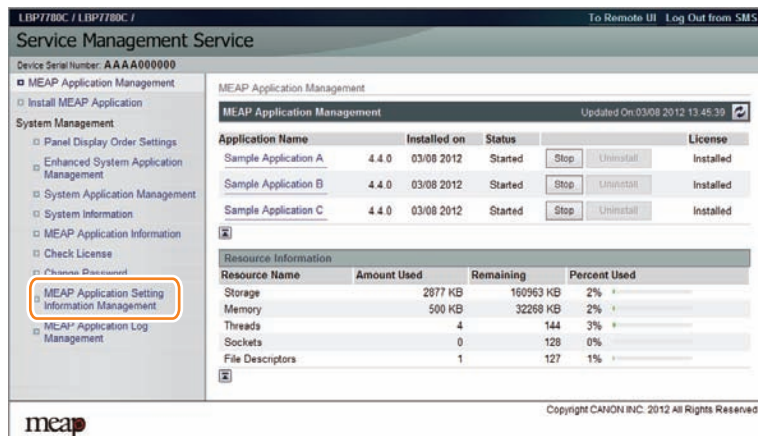 LBP7780C / LBP7780C /
To Remote UI Log Out from SMS
Service Management Service
Device Serial Number: AAAA000000
MEAP Application Management
Install MEAP Application
System Management
Panel Display Order Settings
Enhanced System Application
Management
System Application Management
System Information
MEAP Application Information
Check License
Change Password
MEAP Application Setting
Information Management
MEAP Application Log
Management
meap
MEAP Application Management
MEAP Application Management Updated On:03/08 2012 13:45:39
Application Name Installed on Status License
Sample Application A 4.4.0 03/08 2012 Started Stop Uninstall Installed
Sample Application B 4.4.0 03/08 2012 Started Stop Uninstall Installed
Sample Application C 4.4.0 03/08 2012 Started Stop Uninstall Installed
Resource Information
Resource Name Amount Used Remaining Percent Used
Storage 2877 KB 160963 KB 2%
Memory 500 KB 32268 KB 2%
Threads 4 144 3%
Sockets 0 128 0%
File Descriptors 1 127 1%
Copyright CANON INC. 2012 All Rights Reserved